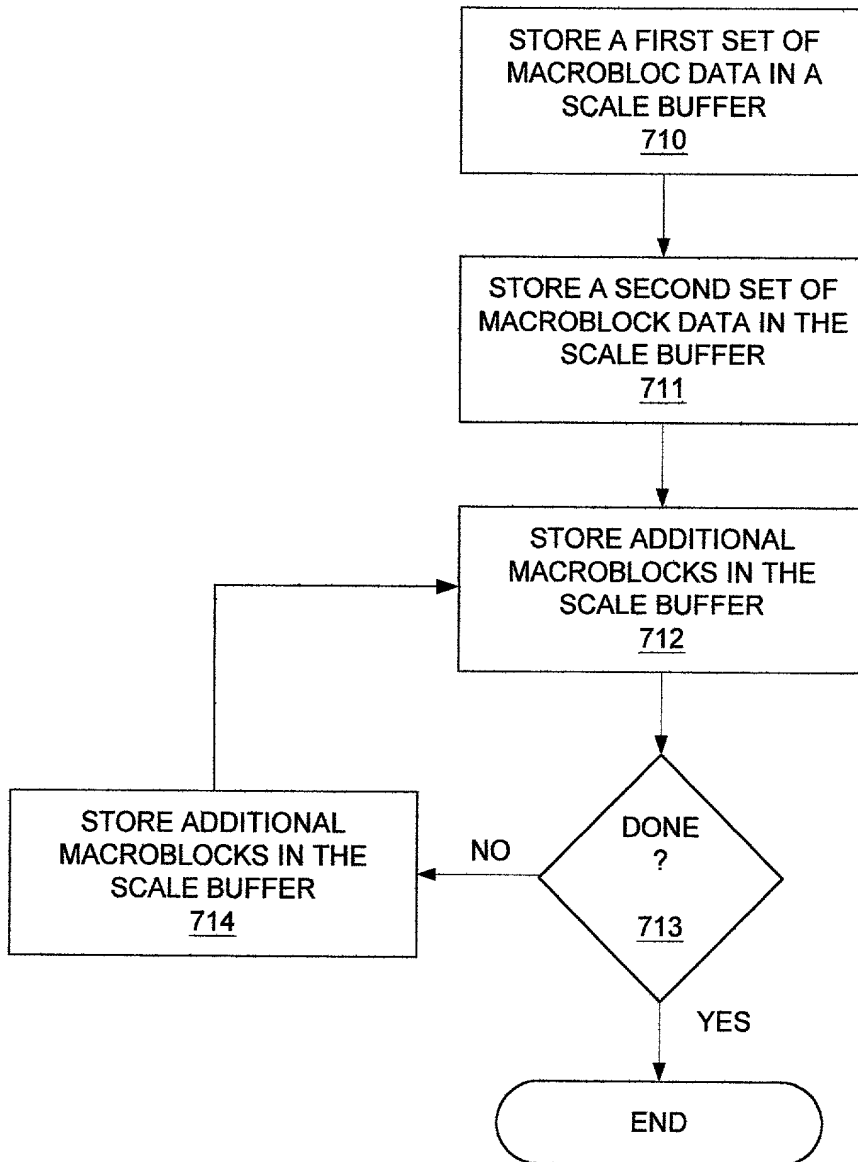 STORE A FIRST SET OF
MACROBLOC DATA IN A
SCALE BUFFER
710
STORE A SECOND SET OF
MACROBLOCK DATA IN THE
SCALE BUFFER
711
STORE ADDITIONAL
MACROBLOCKS IN THE
SCALE BUFFER
712
DONE
?
713
NO
STORE ADDITIONAL
MACROBLOCKS IN THE
SCALE BUFFER
714
YES
END